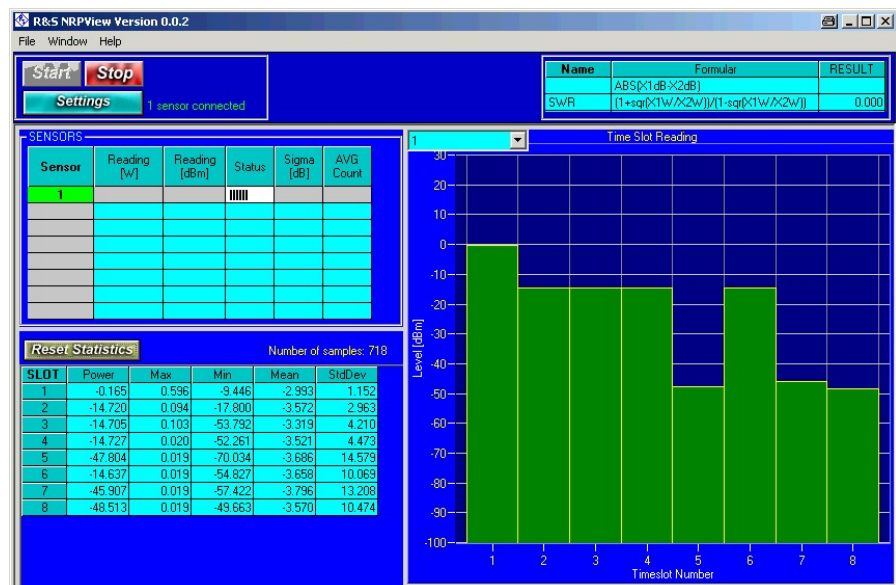 R&S NRPView Version 0.0.2
File Window Help
Start Stop
Settings
1 sensor connected
Name Formular RESULT
ABS(X1dB-X2dB)
SWR (1+sqr(X1W/X2W))/(1-sqr(X1W/X2W)) 0.000
SENSORS
Sensor Reading [W] Reading [dBm] Status Sigma [dB] AVG Count
1
Reset Statistics
Number of samples: 718
SLOT Power Max Min Mean StdDev
1 -0.165 0.596 -9.446 -2.993 1.152
2 -14.720 0.094 -17.800 -3.572 2.963
3 -14.705 0.103 -53.792 -3.319 4.210
4 -14.727 0.020 -52.261 -3.521 4.473
5 -47.804 0.019 -70.034 -3.686 14.579
6 -14.637 0.019 -54.827 -3.658 10.069
7 -45.907 0.019 -57.422 -3.796 13.208
8 -48.513 0.019 -49.663 -3.570 10.474
1
Time Slot Reading
30
20
10
0
-10
-20
-30
-40
-50
-60
-70
-80
-90
-100
Level [dBm]
1 2 3 4 5 6 7 8
Timeslot Number